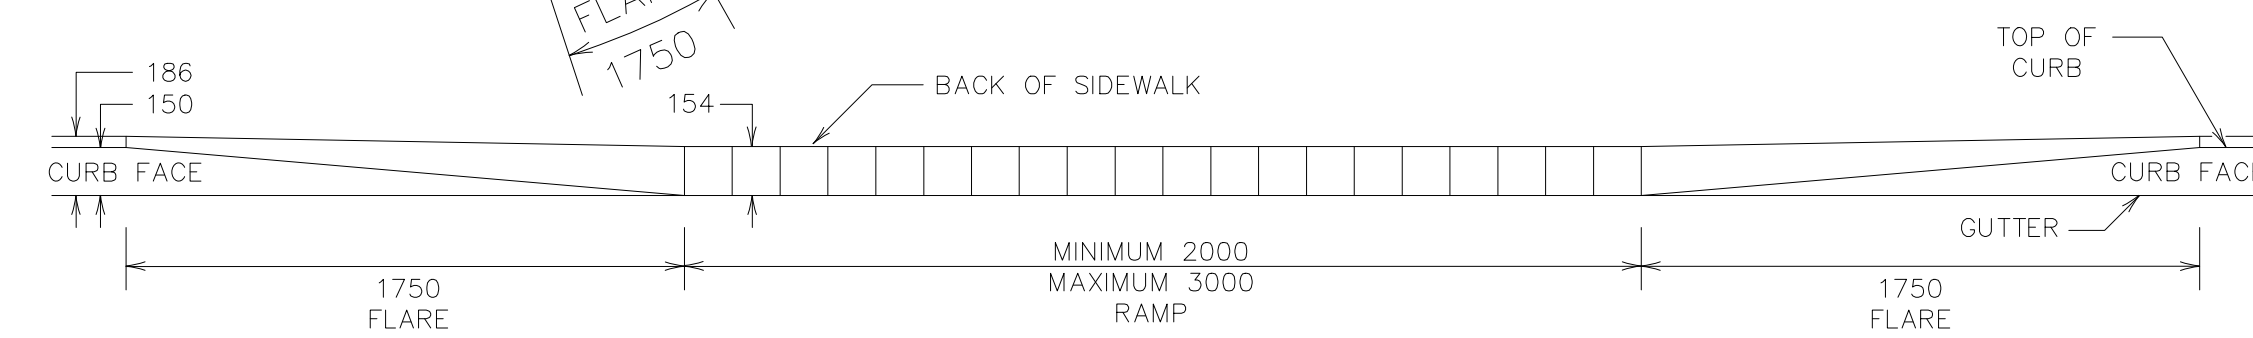 1750
186
150
154
BACK OF SIDEWALK
TOP OF
CURB
CURB FACE
CURB
GUTTER
MINIMUM 2000
MAXIMUM 3000
RAMP
1750
FLARE
1750
FLARE